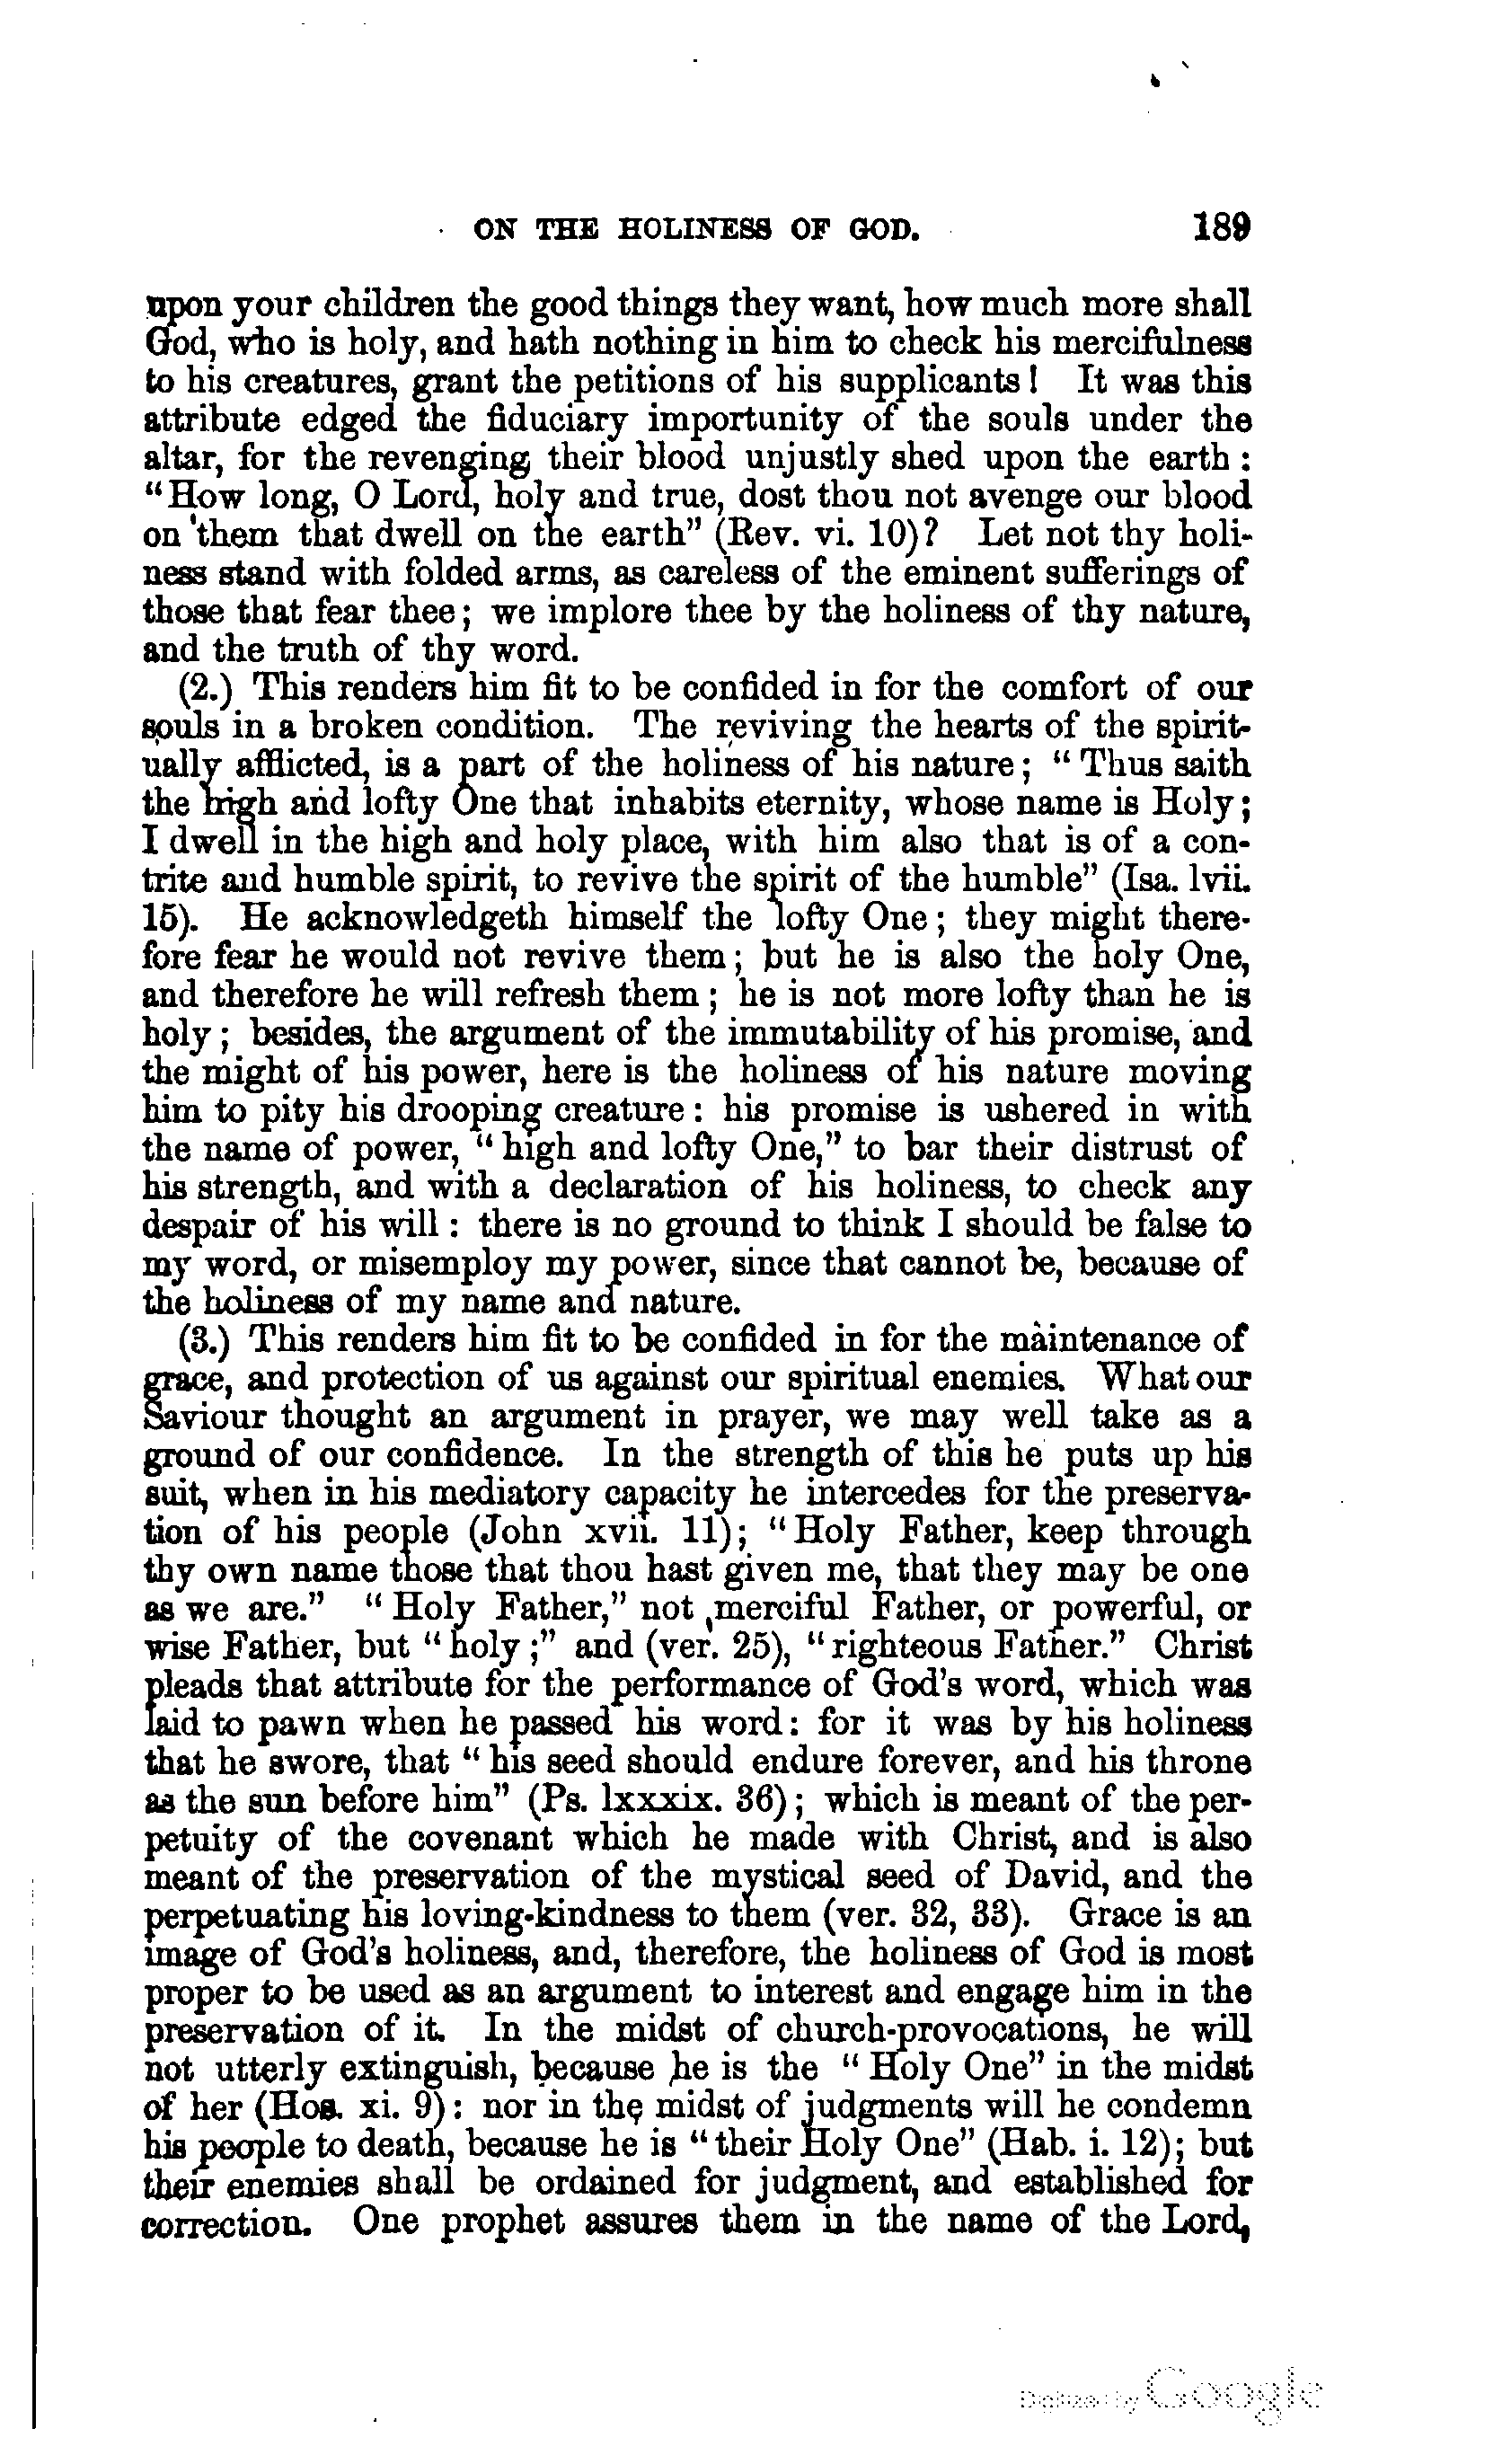 ON THE HOLINESS OF GOD. 189
upon your children the good things they want, how much more shall
God, who is holy, and hath nothing in him to check his mercifulness
to his creatures, grant the petitions of his supplicants! It was this
attribute edged the fiduciary importunity of the souls under the
altar, for the revenging their blood unjustly shed upon the earth:
“How long, O Lord, holy and true, dost thou not avenge our blood
on them that dwell on the earth” (Rev. vi. 10)? Let not thy holi-
ness stand with folded arms, as careless of the eminent sufferings of
those that fear thee; we implore thee by the holiness of thy nature,
and the truth of thy word.
(2.) This renders him fit to be confided in for the comfort of our
souls in a broken condition. The reviving the hearts of the spirit-
ually afflicted, is a part of the holiness of his nature; “Thus saith
the high and lofty One that inhabits eternity, whose name is Holy;
I dwell in the high and holy place, with him also that is of a con-
trite and humble spirit, to revive the spirit of the humble” (Isa. lvii.
15). He acknowledgeth himself the lofty One; they might there-
fore fear he would not revive them; but he is also the holy One,
and therefore he will refresh them; he is not more lofty than he is
holy; besides, the argument of the immutability of his promise, and
the might of his power, here is the holiness of his nature moving
him to pity his drooping creature: his promise is ushered in with
the name of power, “high and lofty One,” to bar their distrust of
his strength, and with a declaration of his holiness, to check any
despair of his will: there is no ground to think I should be false to
my word, or misemploy my power, since that cannot be, because of
the holiness of my name and nature.
(3.) This renders him fit to be confided in for the maintenance of
grace, and protection of us against our spiritual enemies. What our
Saviour thought an argument in prayer, we may well take as a
ground of our confidence. In the strength of this he puts up his
suit, when in his mediatory capacity he intercedes for the preserva-
tion of his people (John xvii. 11); “Holy Father, keep through
thy own name those that thou hast given me, that they may be one
as we are.” “Holy Father,” not merciful Father, or powerful, or
wise Father, but “holy;” and (ver. 25), “righteous Father.” Christ
pleads that attribute for the performance of God's word, which was
laid to pawn when he passed his word: for it was by his holiness
that he swore, that “his seed should endure forever, and his throne
as the sun before him” (Ps. lxxxix. 36); which is meant of the per-
petuity of the covenant which he made with Christ, and is also
meant of the preservation of the mystical seed of David, and the
perpetuating his loving-kindness to them (ver. 32, 33). Grace is an
image of God's holiness, and, therefore, the holiness of God is most
proper to be used as an argument to interest and engage him in the
preservation of it. In the midst of church-provocations, he will
not utterly extinguish, because he is the “Holy One” in the midst
of her (Hos. xi. 9): nor in the midst of judgments will he condemn
his people to death, because he is “their Holy One” (Hab. i. 12); but
their enemies shall be ordained for judgment, and established for
correction. One prophet assures them in the name of the Lord,
Digitized by Google